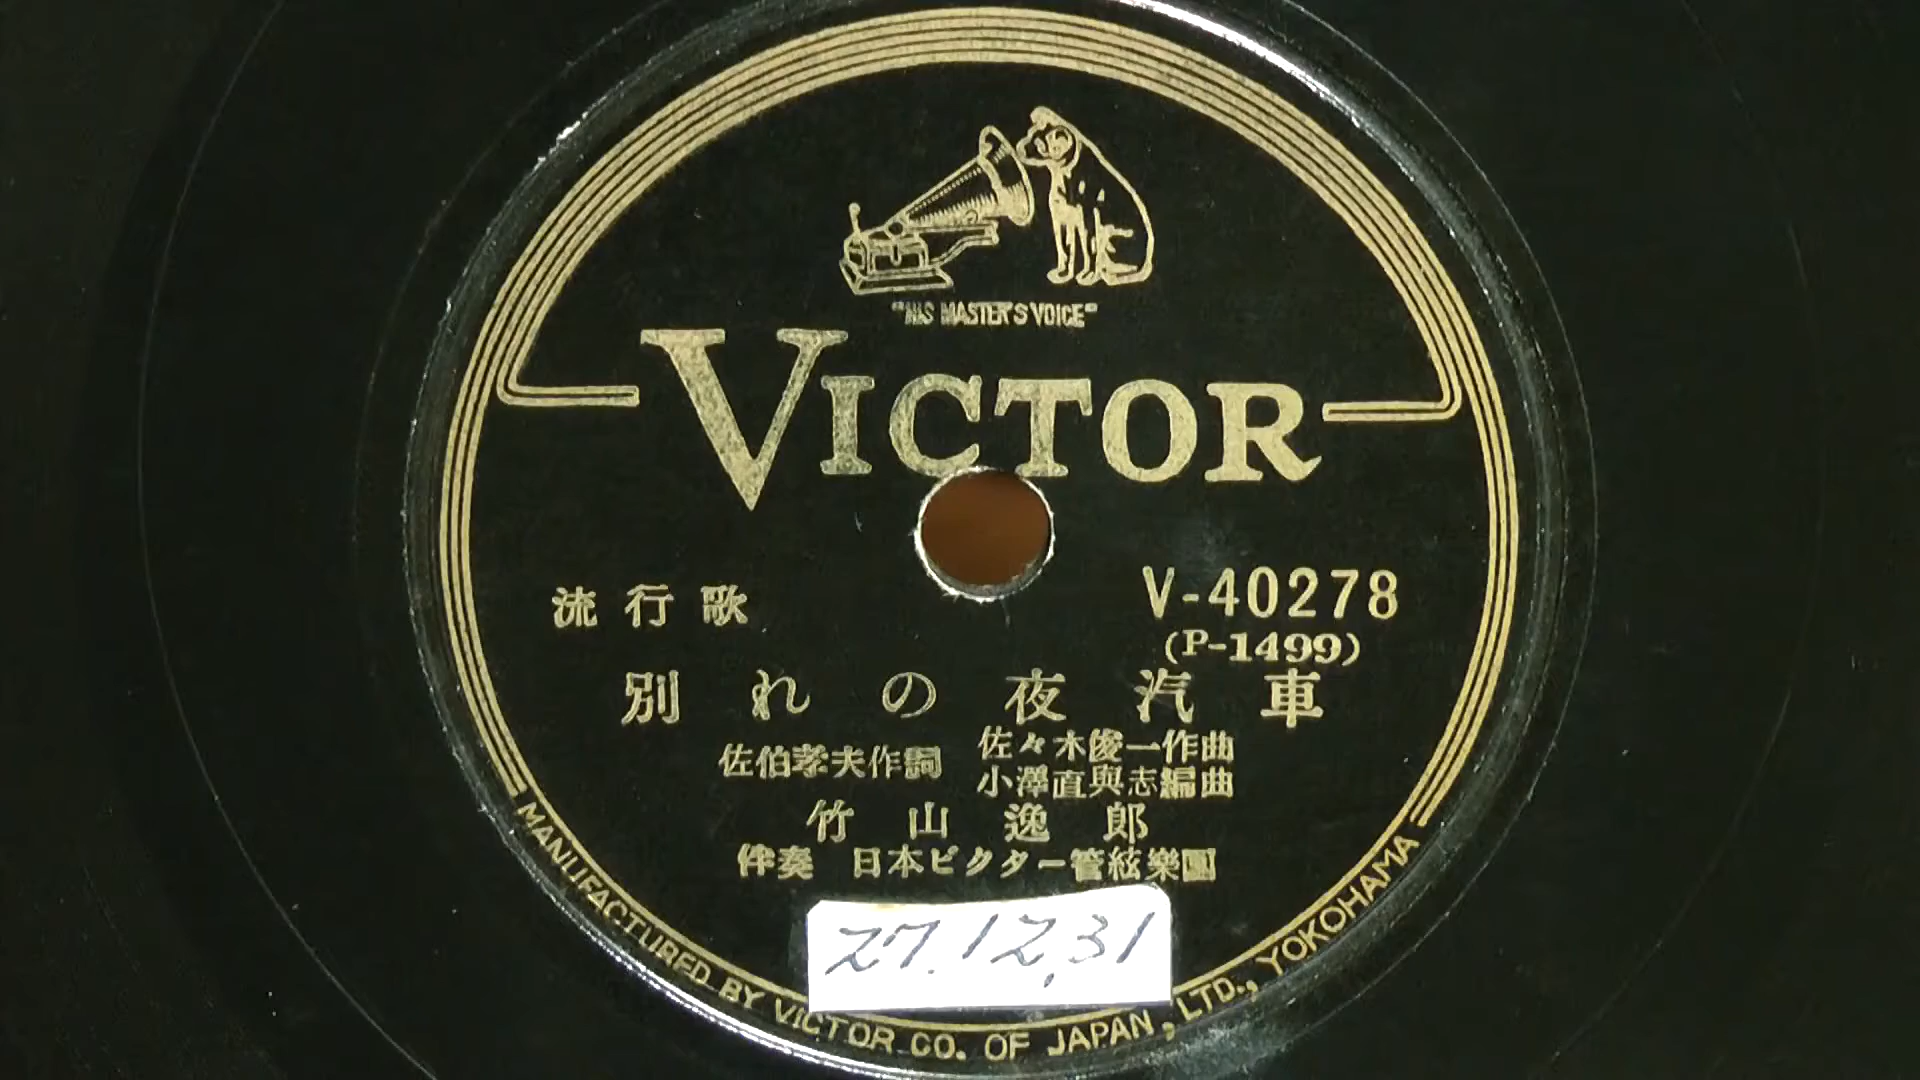 "HIS MASTER'S VOICE"
VICTOR
流行歌
V-40278
(P-1499)
別れの夜汽車
佐伯孝夫作詞
佐々木俊一作曲
小澤直與志編曲
竹山逸郎
伴奏 日本ビクター管絃樂團
27.12.31
MANUFACTURED BY VICTOR CO. OF JAPAN, LTD., YOKOHAMA